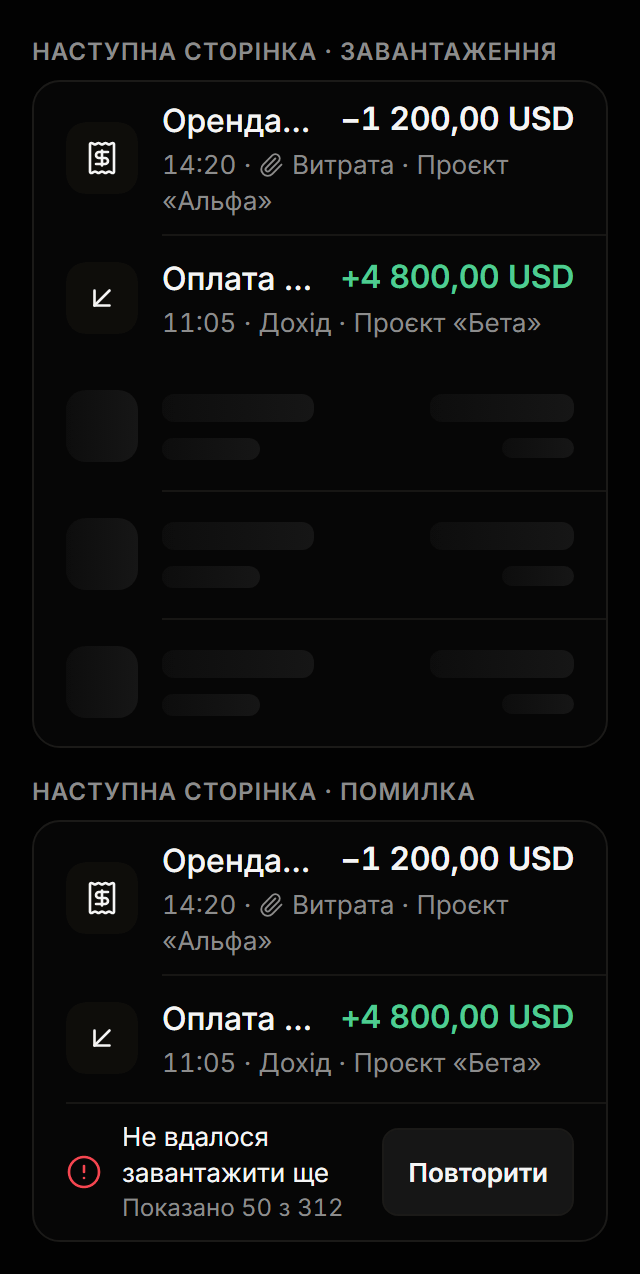 НАСТУПНА СТОРІНКА · ЗАВАНТАЖЕННЯ
Оренда... −1 200,00 USD
14:20 · Витрата · Проєкт
«Альфа»
Оплата ... +4 800,00 USD
11:05 · Дохід · Проєкт «Бета»
НАСТУПНА СТОРІНКА · ПОМИЛКА
Оренда... −1 200,00 USD
14:20 · Витрата · Проєкт
«Альфа»
Оплата ... +4 800,00 USD
11:05 · Дохід · Проєкт «Бета»
Не вдалося
завантажити ще
Показано 50 з 312
Повторити